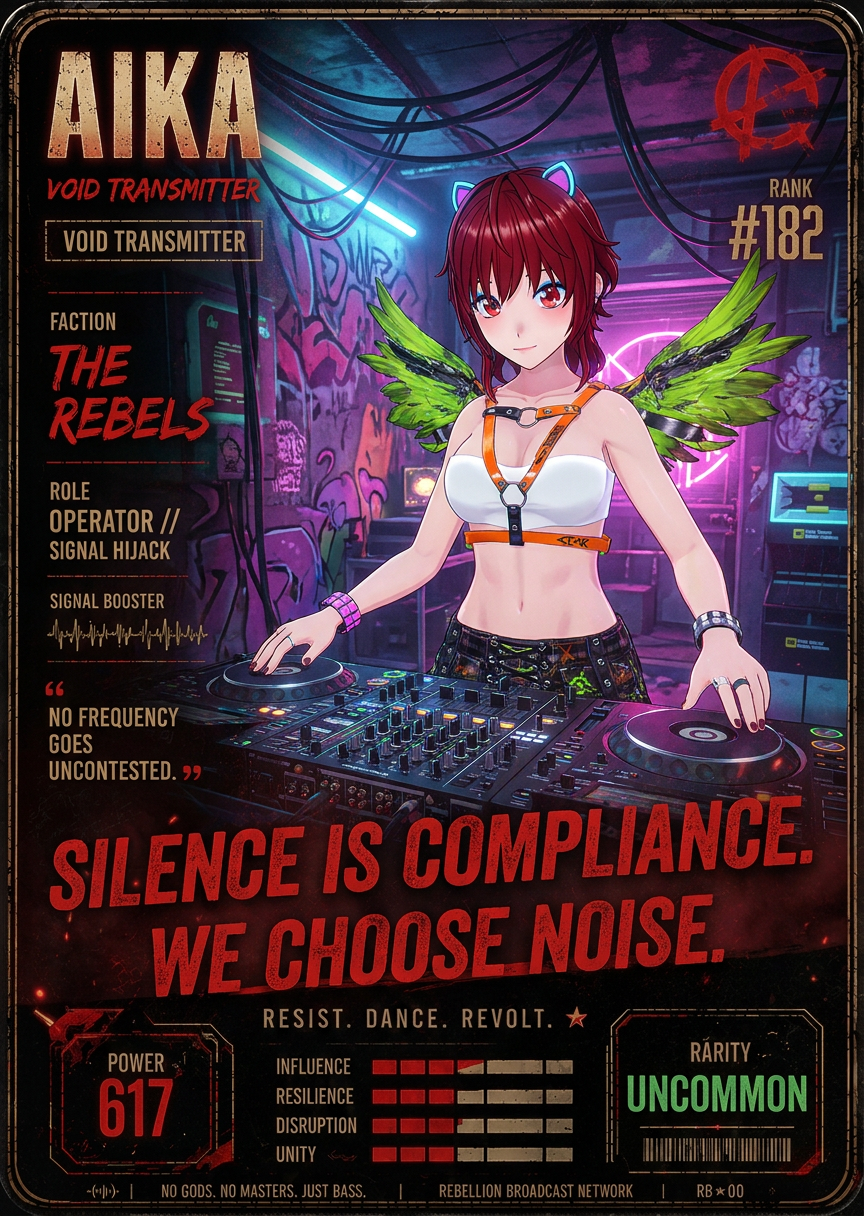 AIKA
VOID TRANSMITTER
VOID TRANSMITTER
RANK
#182
FACTION
THE
REBELS
ROLE
OPERATOR //
SIGNAL HIJACK
SIGNAL BOOSTER
“
NO FREQUENCY
GOES
UNCONTESTED. ”
SILENCE IS COMPLIANCE.
WE CHOOSE NOISE.
RESIST. DANCE. REVOLT. ★
POWER
617
INFLUENCE
RESILIENCE
DISRUPTION
UNITY
RARITY
UNCOMMON
NO GODS. NO MASTERS. JUST BASS. | REBELLION BROADCAST NETWORK | RB★00